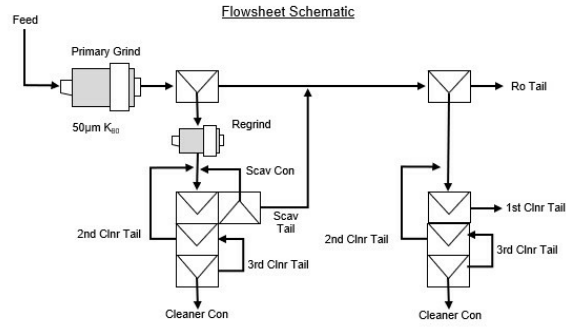 Flowsheet Schematic
Feed
Primary Grind
50µm K80
Ro Tail
Regrind
Scav Con
Scav
Tail
1st Clnr Tail
2nd Clnr Tail
3rd Clnr Tail
2nd Clnr Tail
3rd Clnr Tail
Cleaner Con
Cleaner Con